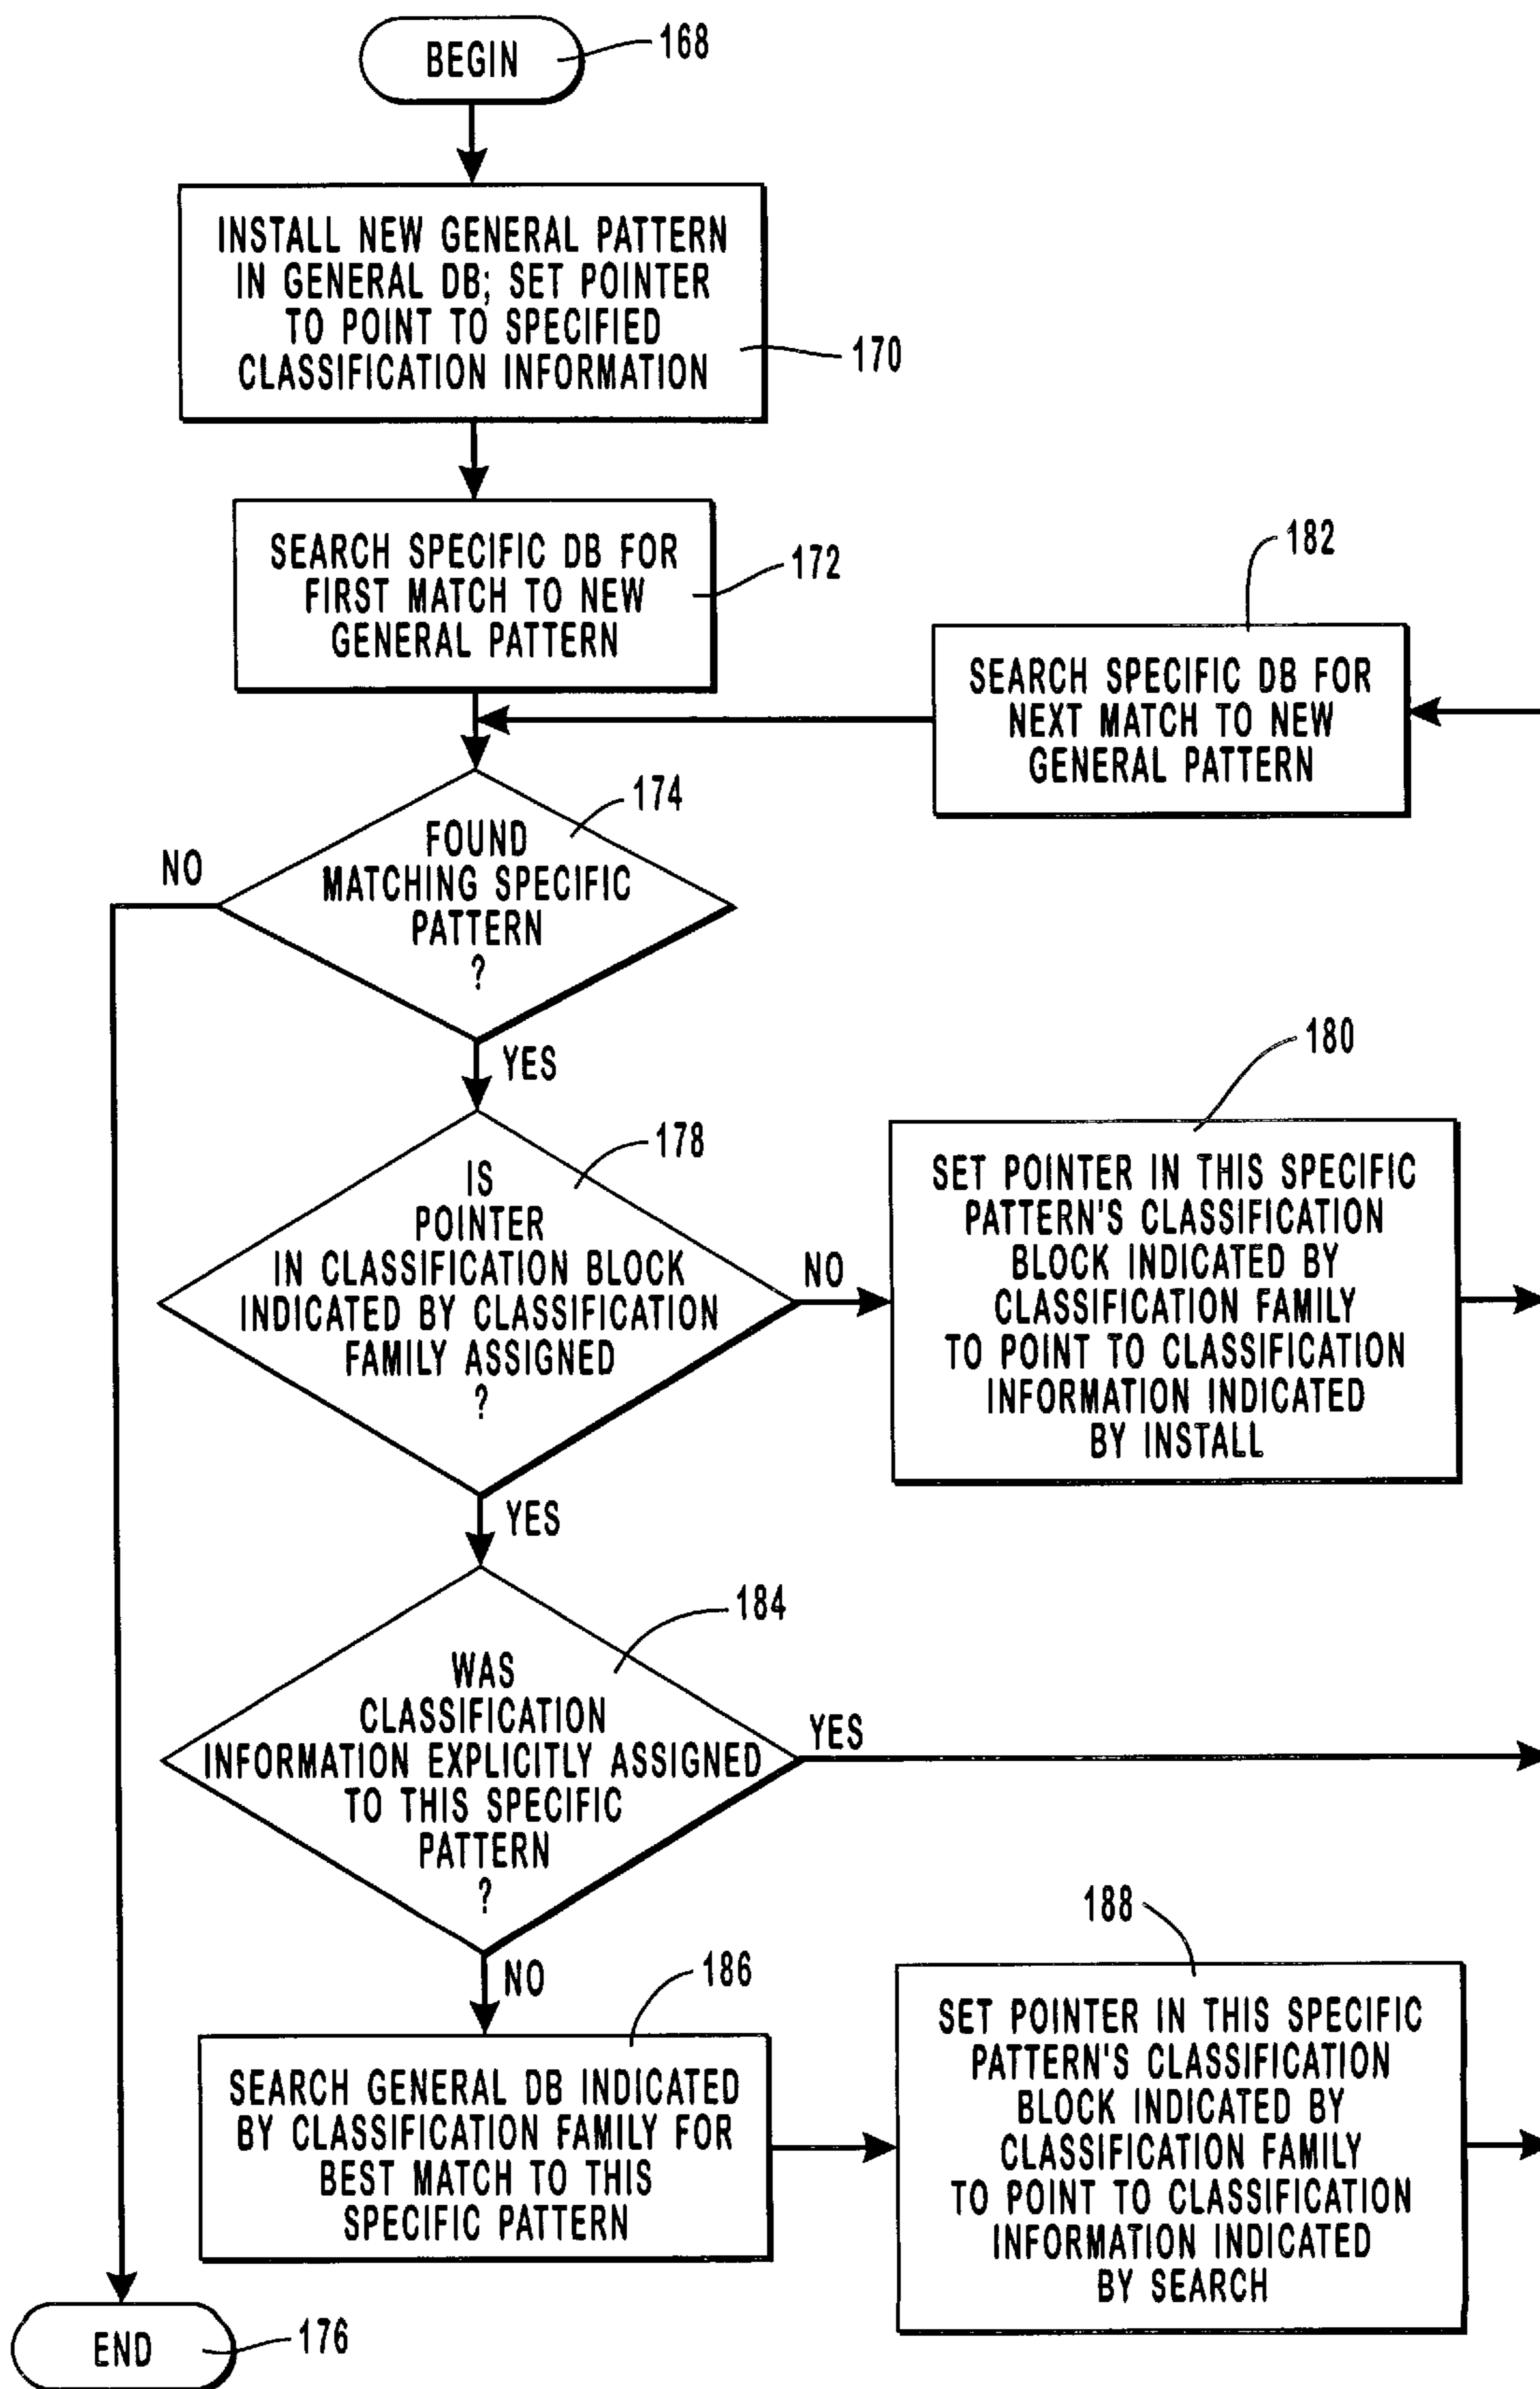 BEGIN
168
INSTALL NEW GENERAL PATTERN
IN GENERAL DB; SET POINTER
TO POINT TO SPECIFIED
CLASSIFICATION INFORMATION
170
SEARCH SPECIFIC DB FOR
FIRST MATCH TO NEW
GENERAL PATTERN
172
182
SEARCH SPECIFIC DB FOR
NEXT MATCH TO NEW
GENERAL PATTERN
174
FOUND
MATCHING SPECIFIC
PATTERN
?
NO
YES
178
IS
POINTER
IN CLASSIFICATION BLOCK
INDICATED BY CLASSIFICATION
FAMILY ASSIGNED
?
NO
YES
180
SET POINTER IN THIS SPECIFIC
PATTERN'S CLASSIFICATION
BLOCK INDICATED BY
CLASSIFICATION FAMILY
TO POINT TO CLASSIFICATION
INFORMATION INDICATED
BY INSTALL
184
WAS
CLASSIFICATION
INFORMATION EXPLICITLY ASSIGNED
TO THIS SPECIFIC
PATTERN
?
YES
NO
186
SEARCH GENERAL DB INDICATED
BY CLASSIFICATION FAMILY FOR
BEST MATCH TO THIS
SPECIFIC PATTERN
188
SET POINTER IN THIS SPECIFIC
PATTERN'S CLASSIFICATION
BLOCK INDICATED BY
CLASSIFICATION FAMILY
TO POINT TO CLASSIFICATION
INFORMATION INDICATED
BY SEARCH
END
176